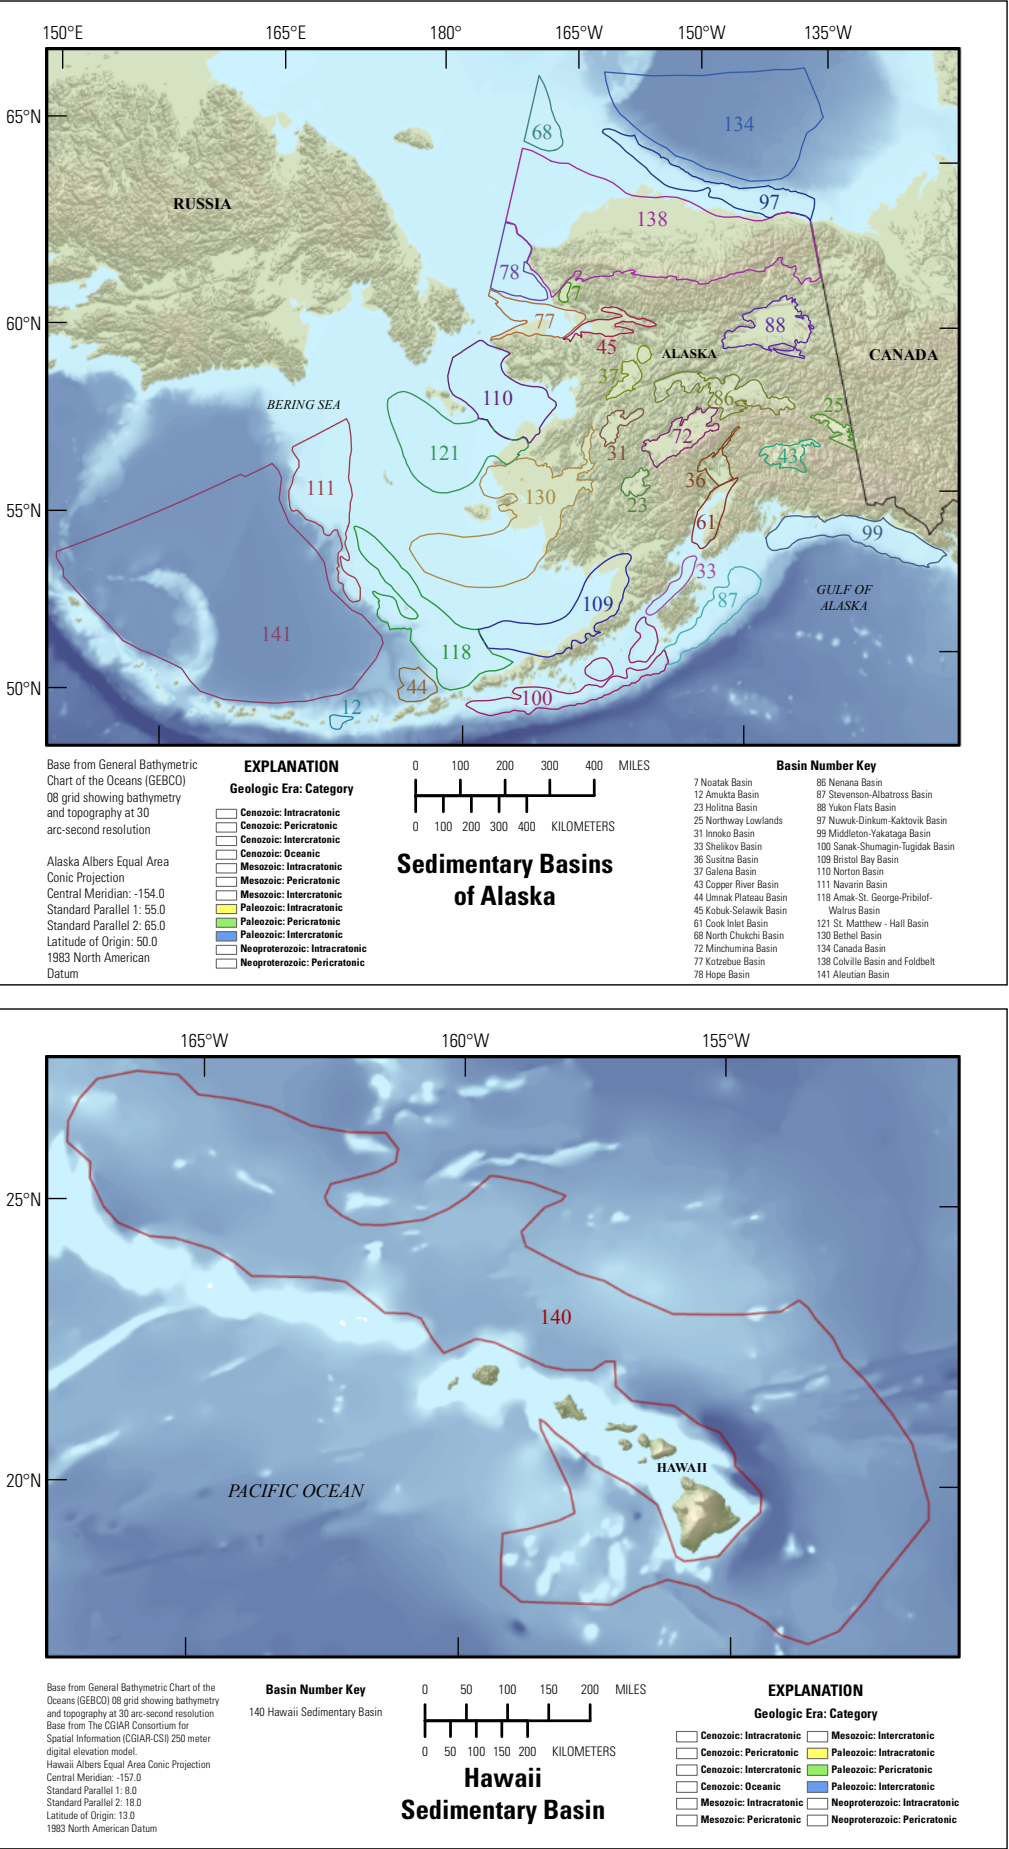 150°E 165°E 180° 165°W 150°W 135°W
65°N
60°N
55°N
50°N
68
134
RUSSIA
97
138
78
7
77
88
45
ALASKA
CANADA
37
BERING SEA
110
86
25
72
121
31
43
36
111
130
23
61
99
33
GULF OF
ALASKA
109
87
141
118
44
100
12
Base from General Bathymetric
Chart of the Oceans (GEBCO)
08 grid showing bathymetry
and topography at 30
arc-second resolution
Alaska Albers Equal Area
Conic Projection
Central Meridian: -154.0
Standard Parallel 1: 55.0
Standard Parallel 2: 65.0
Latitude of Origin: 50.0
1983 North American
Datum
EXPLANATION
Geologic Era: Category
Cenozoic: Intracratonic
Cenozoic: Pericratonic
Cenozoic: Intercratonic
Cenozoic: Oceanic
Mesozoic: Intracratonic
Mesozoic: Pericratonic
Mesozoic: Intercratonic
Paleozoic: Intracratonic
Paleozoic: Pericratonic
Paleozoic: Intercratonic
Neoproterozoic: Intracratonic
Neoproterozoic: Pericratonic
0 100 200 300 400 MILES
0 100 200 300 400 KILOMETERS
Sedimentary Basins
of Alaska
Basin Number Key
7 Noatak Basin
12 Amukta Basin
23 Holitna Basin
25 Northway Lowlands
31 Innoko Basin
33 Shelikov Basin
36 Susitna Basin
37 Galena Basin
43 Copper River Basin
44 Umnak Plateau Basin
45 Kobuk-Selawik Basin
61 Cook Inlet Basin
68 North Chukchi Basin
72 Minchumina Basin
77 Kotzebue Basin
78 Hope Basin
86 Nenana Basin
87 Stevenson-Albatross Basin
88 Yukon Flats Basin
97 Nuwuk-Dinkum-Kaktovik Basin
99 Middleton-Yakataga Basin
100 Sanak-Shumagin-Tugidak Basin
109 Bristol Bay Basin
110 Norton Basin
111 Navarin Basin
118 Amak-St. George-Pribilof-
Walrus Basin
121 St. Matthew - Hall Basin
130 Bethel Basin
134 Canada Basin
138 Colville Basin and Foldbelt
141 Aleutian Basin
165°W 160°W 155°W
25°N
20°N
140
HAWAII
PACIFIC OCEAN
Base from General Bathymetric Chart of the
Oceans (GEBCO) 08 grid showing bathymetry
and topography at 30 arc-second resolution
Base from The CGIAR Consortium for
Spatial Information (CGIAR-CSI) 250 meter
digital elevation model.
Hawaii Albers Equal Area Conic Projection
Central Meridian: -157.0
Standard Parallel 1: 8.0
Standard Parallel 2: 18.0
Latitude of Origin: 13.0
1983 North American Datum
Basin Number Key
140 Hawaii Sedimentary Basin
0 50 100 150 200 MILES
0 50 100 150 200 KILOMETERS
Hawaii
Sedimentary Basin
EXPLANATION
Geologic Era: Category
Cenozoic: Intracratonic
Cenozoic: Pericratonic
Cenozoic: Intercratonic
Cenozoic: Oceanic
Mesozoic: Intracratonic
Mesozoic: Pericratonic
Mesozoic: Intercratonic
Paleozoic: Intracratonic
Paleozoic: Pericratonic
Paleozoic: Intercratonic
Neoproterozoic: Intracratonic
Neoproterozoic: Pericratonic